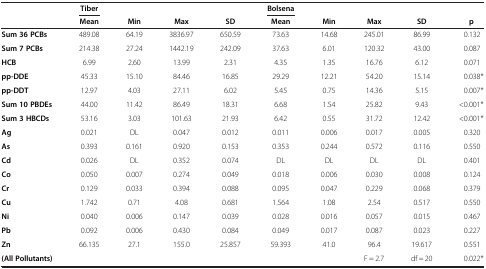 Tiber Bolsena
Mean Min Max SD Mean Min Max SD p
Sum 36 PCBs 489.08 64.19 3836.97 650.59 73.63 14.68 245.01 86.99 0.132
Sum 7 PCBs 214.38 27.24 1442.19 242.09 37.63 6.01 120.32 43.00 0.087
HCB 6.99 2.60 13.99 2.31 4.35 1.35 16.76 6.12 0.071
pp-DDE 45.33 15.10 84.46 16.85 29.29 12.21 54.20 15.14 0.038*
pp-DDT 12.97 4.03 27.11 6.02 5.45 0.75 14.36 5.15 0.007*
Sum 10 PBDEs 44.00 11.42 86.49 18.31 6.68 1.54 25.82 9.43 <0.001*
Sum 3 HBCDs 53.16 3.03 101.63 21.93 6.42 0.55 31.72 12.42 <0.001*
Ag 0.021 DL 0.047 0.012 0.011 0.006 0.017 0.005 0.320
As 0.393 0.161 0.920 0.153 0.353 0.244 0.572 0.116 0.550
Cd 0.026 DL 0.352 0.074 DL DL DL DL 0.401
Co 0.050 0.007 0.274 0.049 0.018 0.006 0.030 0.008 0.124
Cr 0.129 0.033 0.394 0.088 0.095 0.047 0.229 0.068 0.379
Cu 1.742 0.71 4.08 0.681 1.564 1.08 2.54 0.517 0.550
Ni 0.040 0.006 0.147 0.039 0.028 0.016 0.057 0.015 0.467
Pb 0.092 0.006 0.430 0.084 0.049 0.017 0.087 0.023 0.227
Zn 66.135 27.1 155.0 25.857 59.393 41.0 96.4 19.617 0.551
(All Pollutants) F = 2.7 df = 20 0.022*